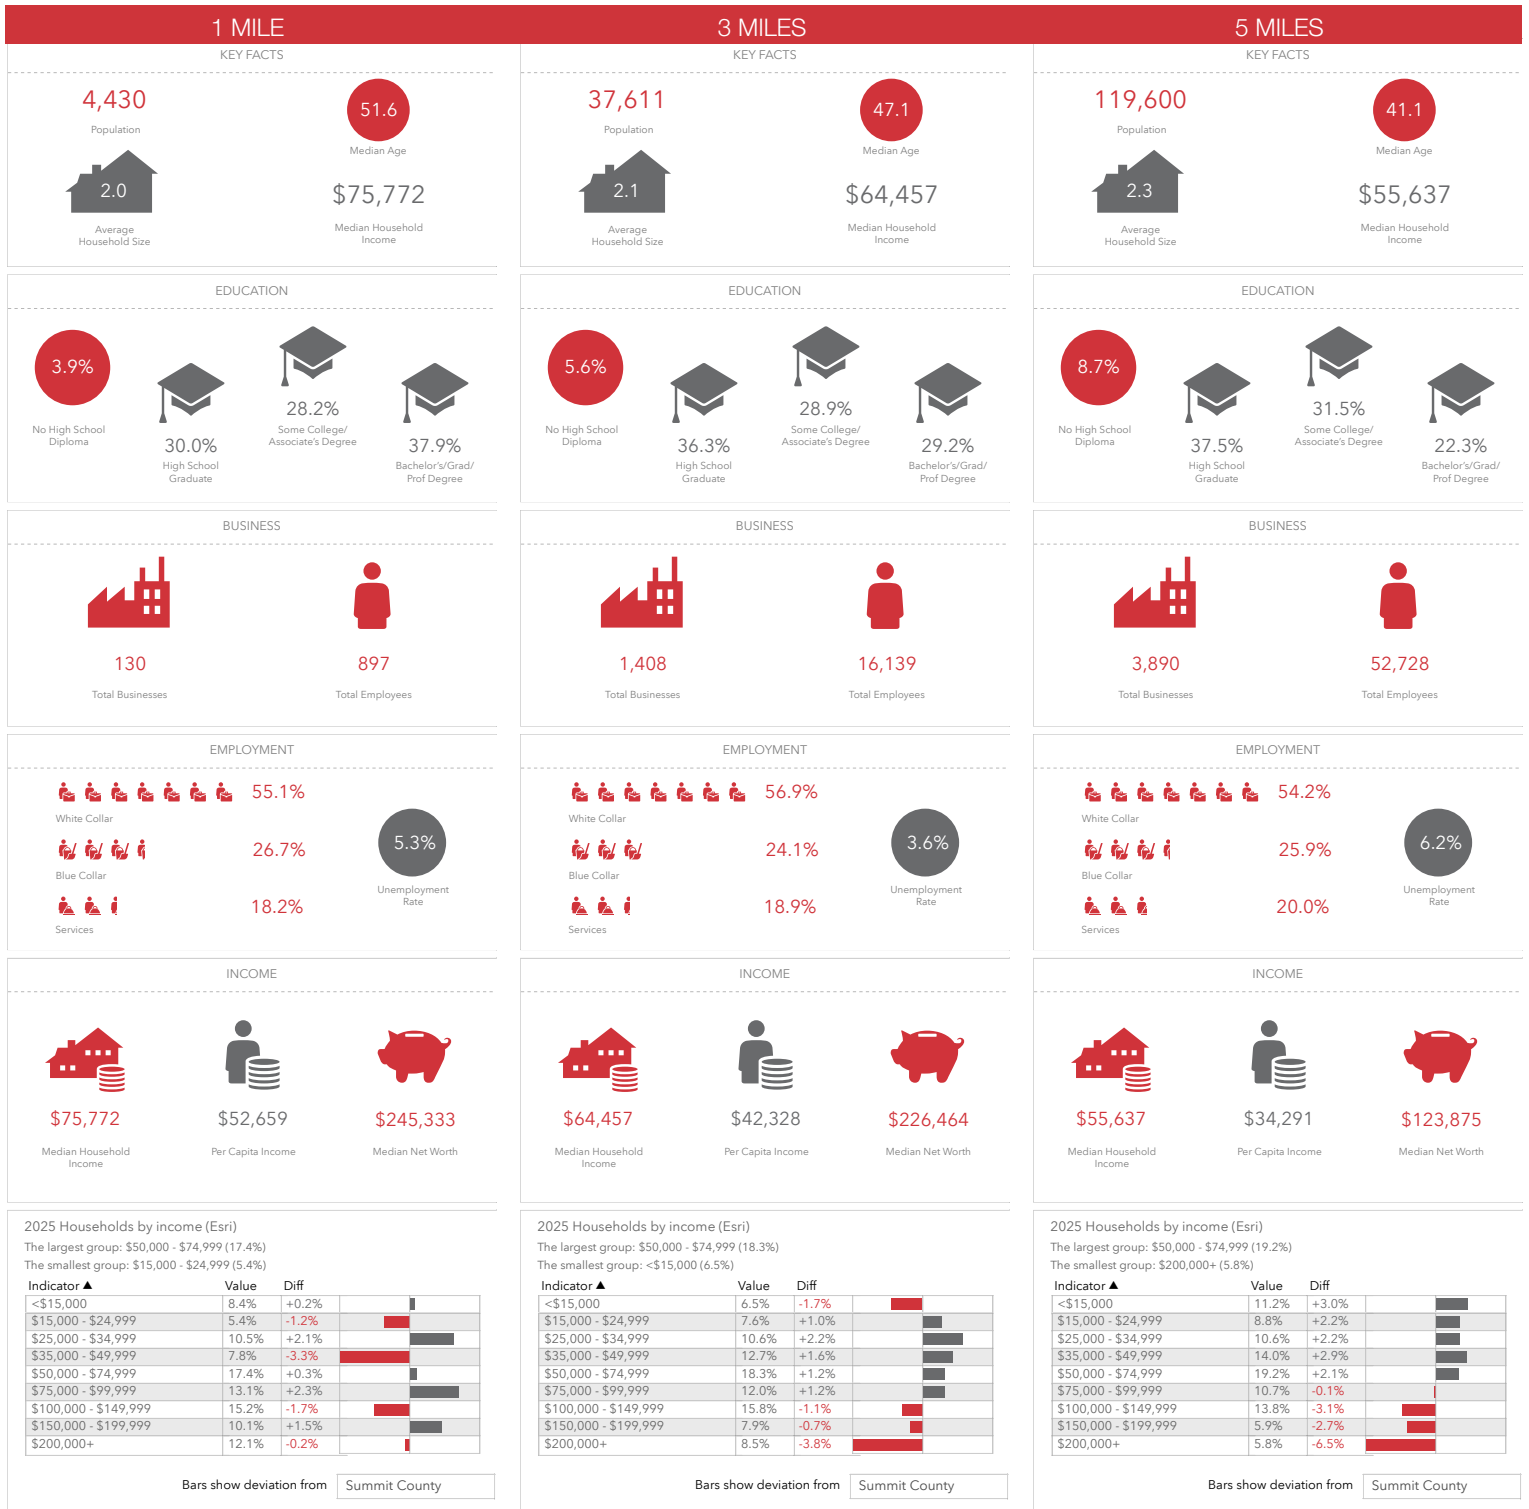 1 MILE
KEY FACTS
4,430
Population
51.6
Median Age
2.0
Average
Household Size
$75,772
Median Household
Income
EDUCATION
3.9%
No High School
Diploma
30.0%
High School
Graduate
28.2%
Some College/
Associate's Degree
37.9%
Bachelor's/Grad/
Prof Degree
BUSINESS
130
Total Businesses
897
Total Employees
EMPLOYMENT
55.1%
White Collar
26.7%
Blue Collar
18.2%
Services
5.3%
Unemployment
Rate
INCOME
$75,772
Median Household
Income
$52,659
Per Capita Income
$245,333
Median Net Worth
2025 Households by income (Esri)
The largest group: $50,000 - $74,999 (17.4%)
The smallest group: $15,000 - $24,999 (5.4%)
Indicator ▲ Value Diff
<$15,000 8.4% +0.2%
$15,000 - $24,999 5.4% -1.2%
$25,000 - $34,999 10.5% +2.1%
$35,000 - $49,999 7.8% -3.3%
$50,000 - $74,999 17.4% +0.3%
$75,000 - $99,999 13.1% +2.3%
$100,000 - $149,999 15.2% -1.7%
$150,000 - $199,999 10.1% +1.5%
$200,000+ 12.1% -0.2%
Bars show deviation from Summit County
3 MILES
KEY FACTS
37,611
Population
47.1
Median Age
2.1
Average
Household Size
$64,457
Median Household
Income
EDUCATION
5.6%
No High School
Diploma
36.3%
High School
Graduate
28.9%
Some College/
Associate's Degree
29.2%
Bachelor's/Grad/
Prof Degree
BUSINESS
1,408
Total Businesses
16,139
Total Employees
EMPLOYMENT
56.9%
White Collar
24.1%
Blue Collar
18.9%
Services
3.6%
Unemployment
Rate
INCOME
$64,457
Median Household
Income
$42,328
Per Capita Income
$226,464
Median Net Worth
2025 Households by income (Esri)
The largest group: $50,000 - $74,999 (18.3%)
The smallest group: <$15,000 (6.5%)
Indicator ▲ Value Diff
<$15,000 6.5% -1.7%
$15,000 - $24,999 7.6% +1.0%
$25,000 - $34,999 10.6% +2.2%
$35,000 - $49,999 12.7% +1.6%
$50,000 - $74,999 18.3% +1.2%
$75,000 - $99,999 12.0% +1.2%
$100,000 - $149,999 15.8% -1.1%
$150,000 - $199,999 7.9% -0.7%
$200,000+ 8.5% -3.8%
Bars show deviation from Summit County
5 MILES
KEY FACTS
119,600
Population
41.1
Median Age
2.3
Average
Household Size
$55,637
Median Household
Income
EDUCATION
8.7%
No High School
Diploma
37.5%
High School
Graduate
31.5%
Some College/
Associate's Degree
22.3%
Bachelor's/Grad/
Prof Degree
BUSINESS
3,890
Total Businesses
52,728
Total Employees
EMPLOYMENT
54.2%
White Collar
25.9%
Blue Collar
20.0%
Services
6.2%
Unemployment
Rate
INCOME
$55,637
Median Household
Income
$34,291
Per Capita Income
$123,875
Median Net Worth
2025 Households by income (Esri)
The largest group: $50,000 - $74,999 (19.2%)
The smallest group: $200,000+ (5.8%)
Indicator ▲ Value Diff
<$15,000 11.2% +3.0%
$15,000 - $24,999 8.8% +2.2%
$25,000 - $34,999 10.6% +2.2%
$35,000 - $49,999 14.0% +2.9%
$50,000 - $74,999 19.2% +2.1%
$75,000 - $99,999 10.7% -0.1%
$100,000 - $149,999 13.8% -3.1%
$150,000 - $199,999 5.9% -2.7%
$200,000+ 5.8% -6.5%
Bars show deviation from Summit County